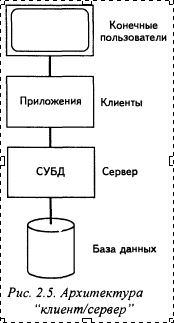 Конечные
пользователи
Приложения
Клиенты
СУБД
Сервер
База данных
Рис. 2.5. Архитектура
“клиент/сервер”